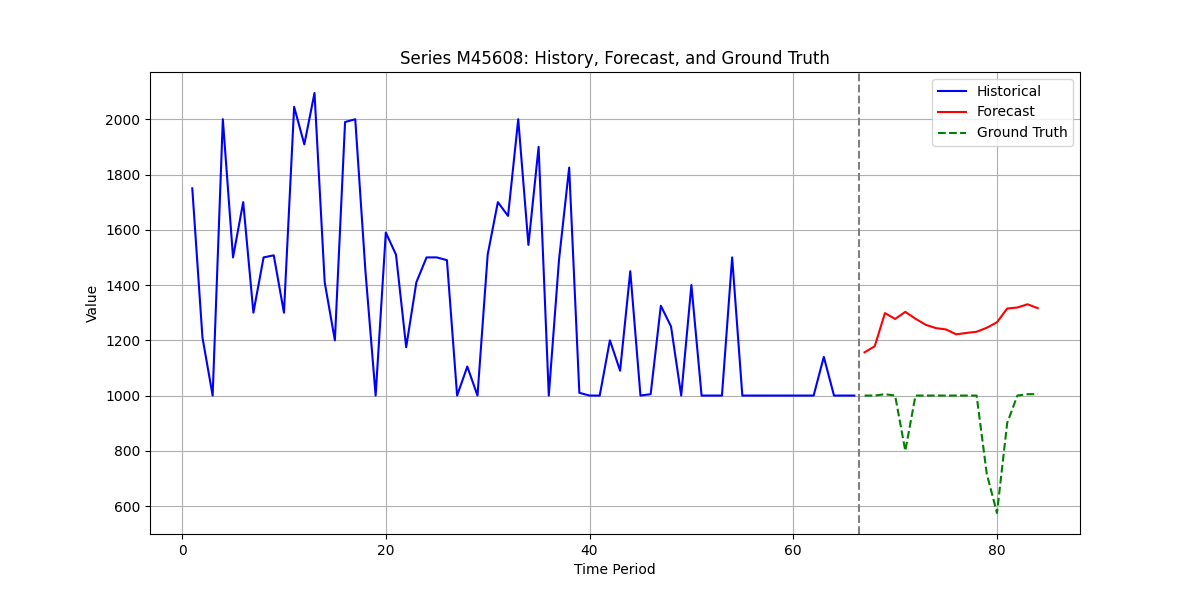 Series M45608: History, Forecast, and Ground Truth
Historical
Forecast
Ground Truth
Value
2000
1800
1600
1400
1200
1000
800
600
0
20
40
60
80
Time Period